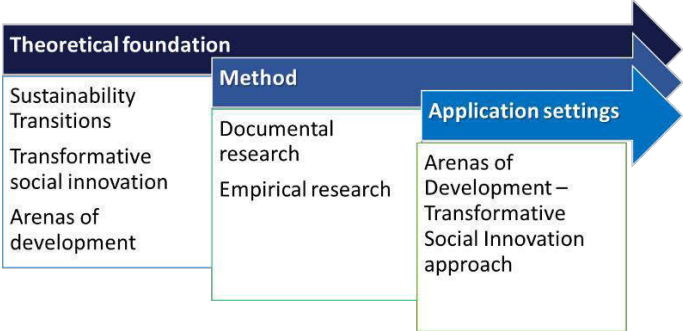 Theoretical foundation
Sustainability
Transitions
Transformative
social innovation
Arenas of
development
Method
Documental
research
Empirical research
Application settings
Arenas of
Development –
Transformative
Social Innovation
approach